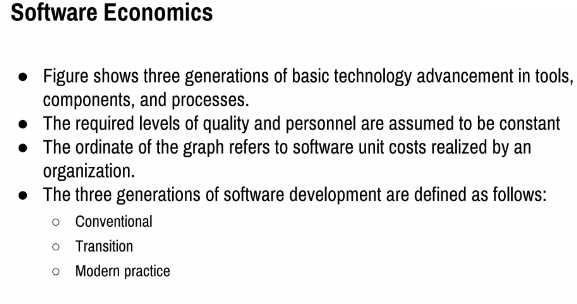 Software Economics
● Figure shows three generations of basic technology advancement in tools,
components, and processes.
● The required levels of quality and personnel are assumed to be constant
● The ordinate of the graph refers to software unit costs realized by an
organization.
● The three generations of software development are defined as follows:
○ Conventional
○ Transition
○ Modern practice